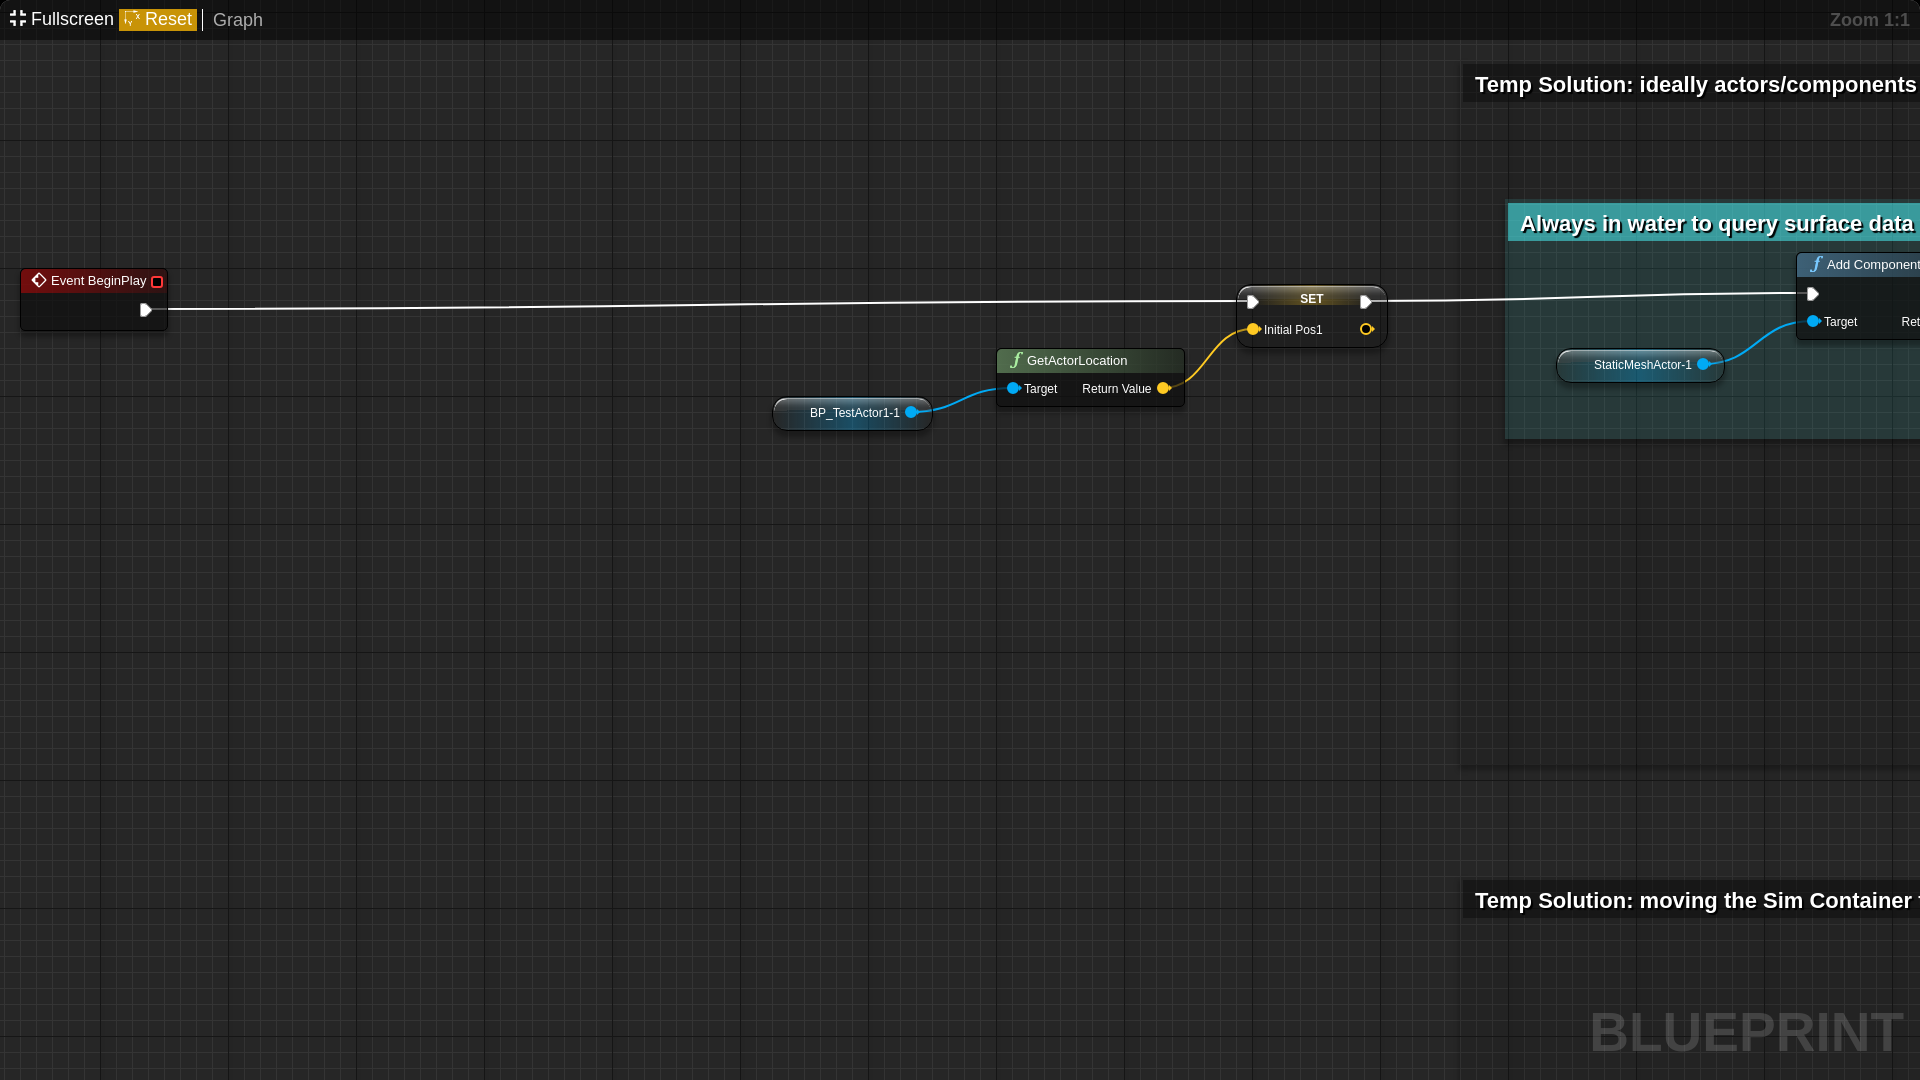 Fullscreen Reset Graph Zoom 1:1
Temp Solution: ideally actors/components
Always in water to query surface data
Event BeginPlay
Add Component
SET
Initial Pos1
Target
StaticMeshActor-1
GetActorLocation
Target Return Value
BP_TestActor1-1
Temp Solution: moving the Sim Container
BLUEPRINT